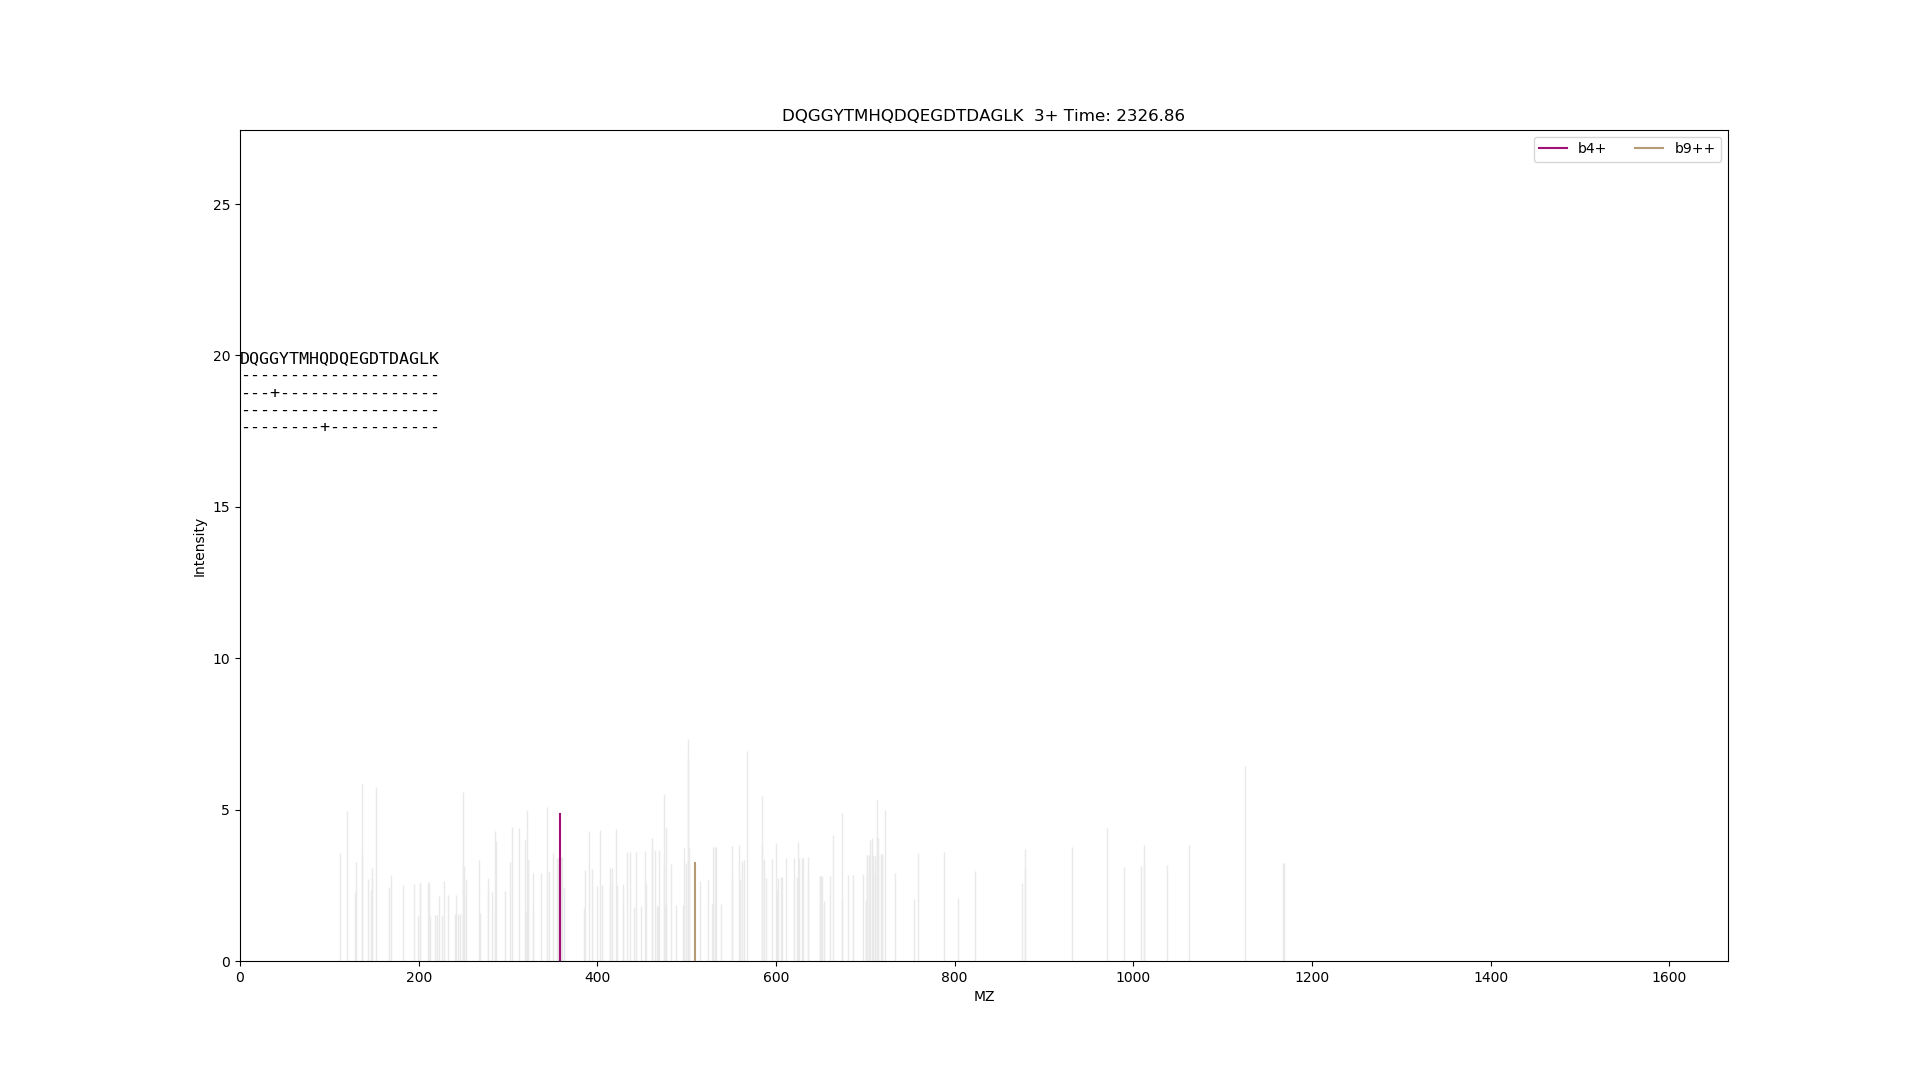 DQGGYTMHQDQEGDTDAGLK  3+ Time: 2326.86
b4+ b9++
25
20
15
10
5
0
Intensity
DQGGYTMHQDQEGDTDAGLK
--------------------
---+----------------
--------------------
--------+-----------
0 200 400 600 800 1000 1200 1400 1600
MZ